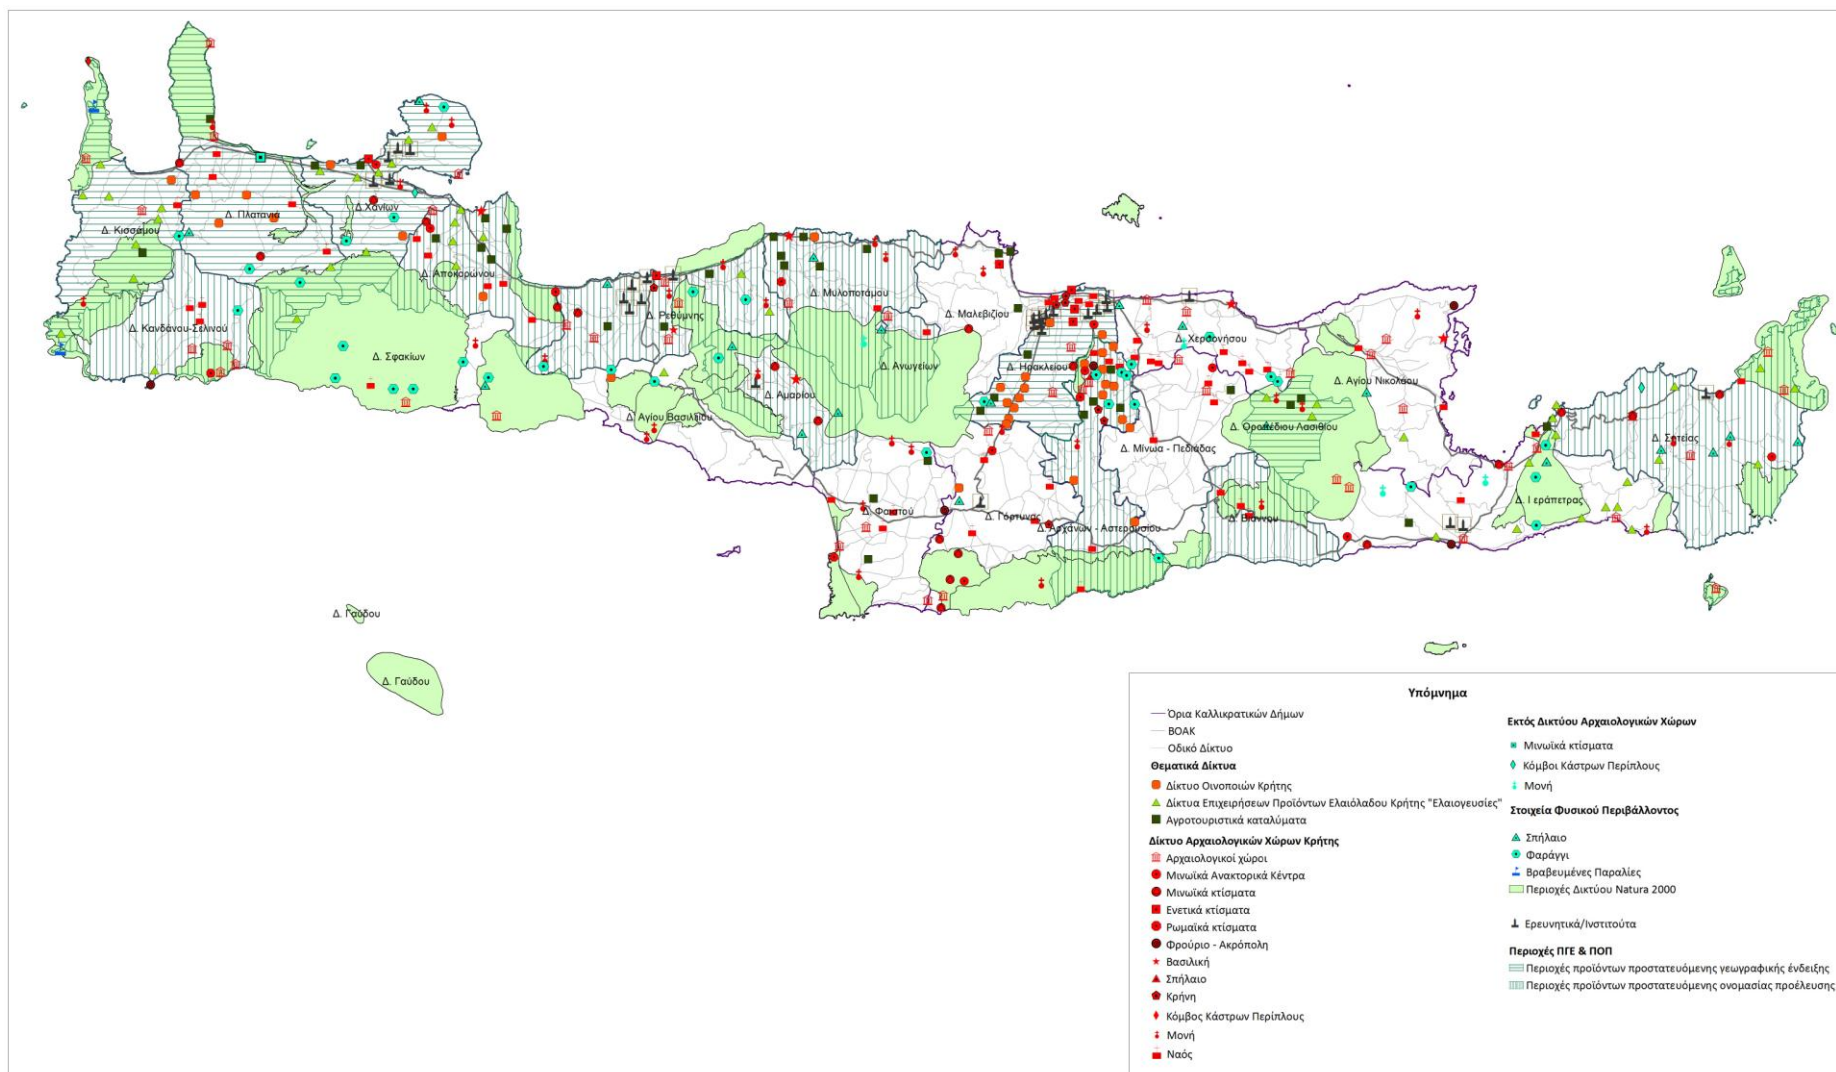 Δ. Κισσάμου
Δ. Πλατανιά
Δ.Χανίων
Δ. Αποκορώνου
Δ. Καντάνου-Σελινού
Δ. Σφακίων
Δ. Ρεθύμνης
Δ. Μυλοποτάμου
Δ. Ανωγείων
Δ. Αμαρίου
Δ. Αγίου Βασιλείου
Δ. Μαλεβιζίου
Δ. Ηρακλείου
Δ. Χερσονήσου
Δ. Αγίου Νικολάου
Δ. Οροπεδίου Λασιθίου
Δ. Μίνωα - Πεδιάδας
Δ. Σητείας
Δ. Ι εράπετρας
Δ. Βιάννου
Δ. Αρχανών - Αστερουσίου
Δ. Γόρτυνας
Δ. Φαιστού
Δ. Γαύδου
Δ. Γαύδου
Υπόμνημα
Όρια Καλλικρατικών Δήμων
ΒΟΑΚ
Οδικό Δίκτυο
Θεματικά Δίκτυα
Δίκτυο Οινοποιών Κρήτης
Δίκτυα Επιχειρήσεων Προϊόντων Ελαιόλαδου Κρήτης "Ελαιογευσίες"
Αγροτουριστικά καταλύματα
Δίκτυο Αρχαιολογικών Χώρων Κρήτης
Αρχαιολογικοί χώροι
Μινωϊκά Ανακτορικά Κέντρα
Μινωϊκά κτίσματα
Ενετικά κτίσματα
Ρωμαϊκά κτίσματα
Φρούριο - Ακρόπολη
Βασιλική
Σπήλαιο
Κρήνη
Κόμβος Κάστρων Περίπλους
Μονή
Ναός
Εκτός Δικτύου Αρχαιολογικών Χώρων
Μινωϊκά κτίσματα
Κόμβοι Κάστρων Περίπλους
Μονή
Στοιχεία Φυσικού Περιβάλλοντος
Σπήλαιο
Φαράγγι
Βραβευμένες Παραλίες
Περιοχές Δικτύου Natura 2000
Ερευνητικά/Ινστιτούτα
Περιοχές ΠΓΕ & ΠΟΠ
Περιοχές προϊόντων προστατευόμενης γεωγραφικής ένδειξης
Περιοχές προϊόντων προστατευόμενης ονομασίας προέλευσης